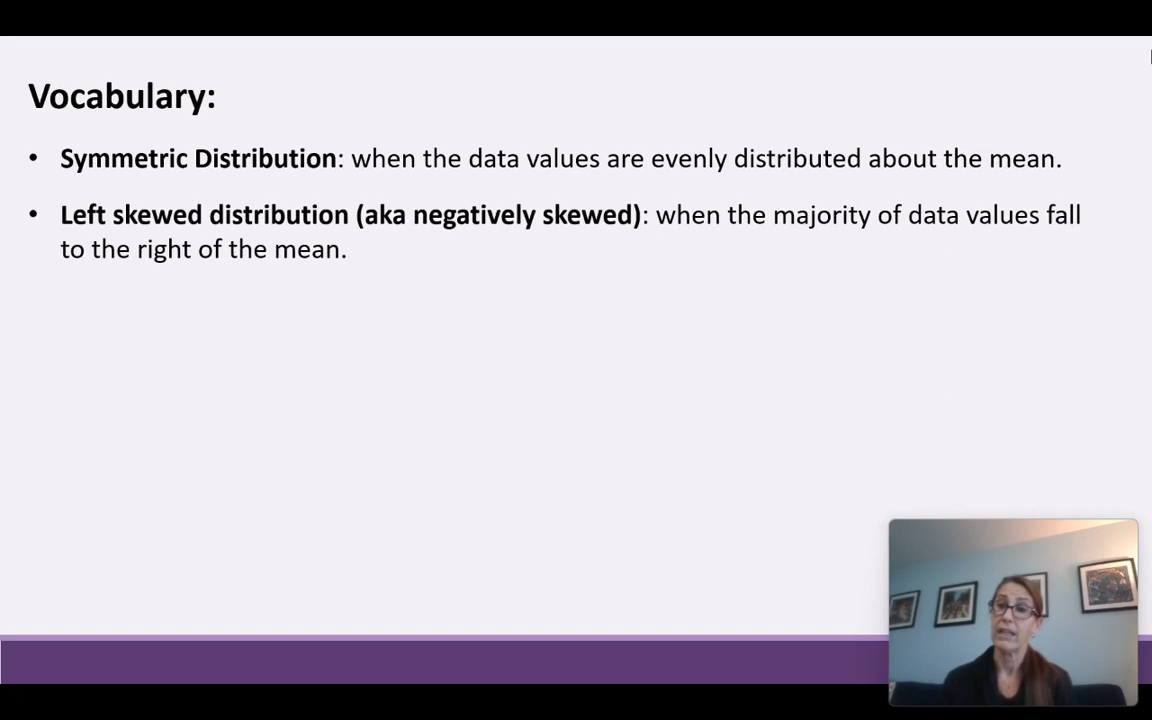 Vocabulary:
• Symmetric Distribution: when the data values are evenly distributed about the mean.
• Left skewed distribution (aka negatively skewed): when the majority of data values fall
to the right of the mean.